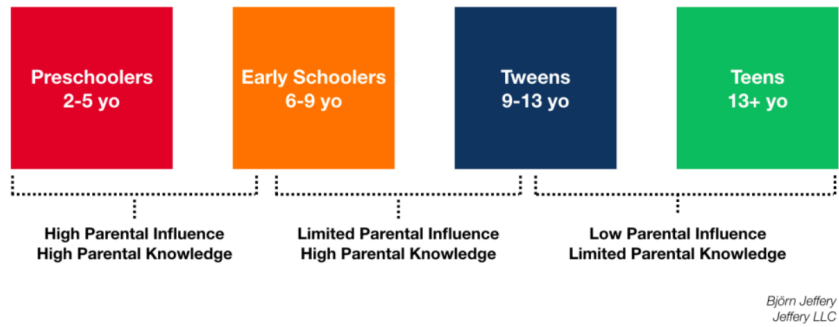 Preschoolers
2-5 yo
Early Schoolers
6-9 yo
Tweens
9-13 yo
Teens
13+ yo
High Parental Influence
High Parental Knowledge
Limited Parental Influence
High Parental Knowledge
Low Parental Influence
Limited Parental Knowledge
Björn Jeffery
Jeffery LLC